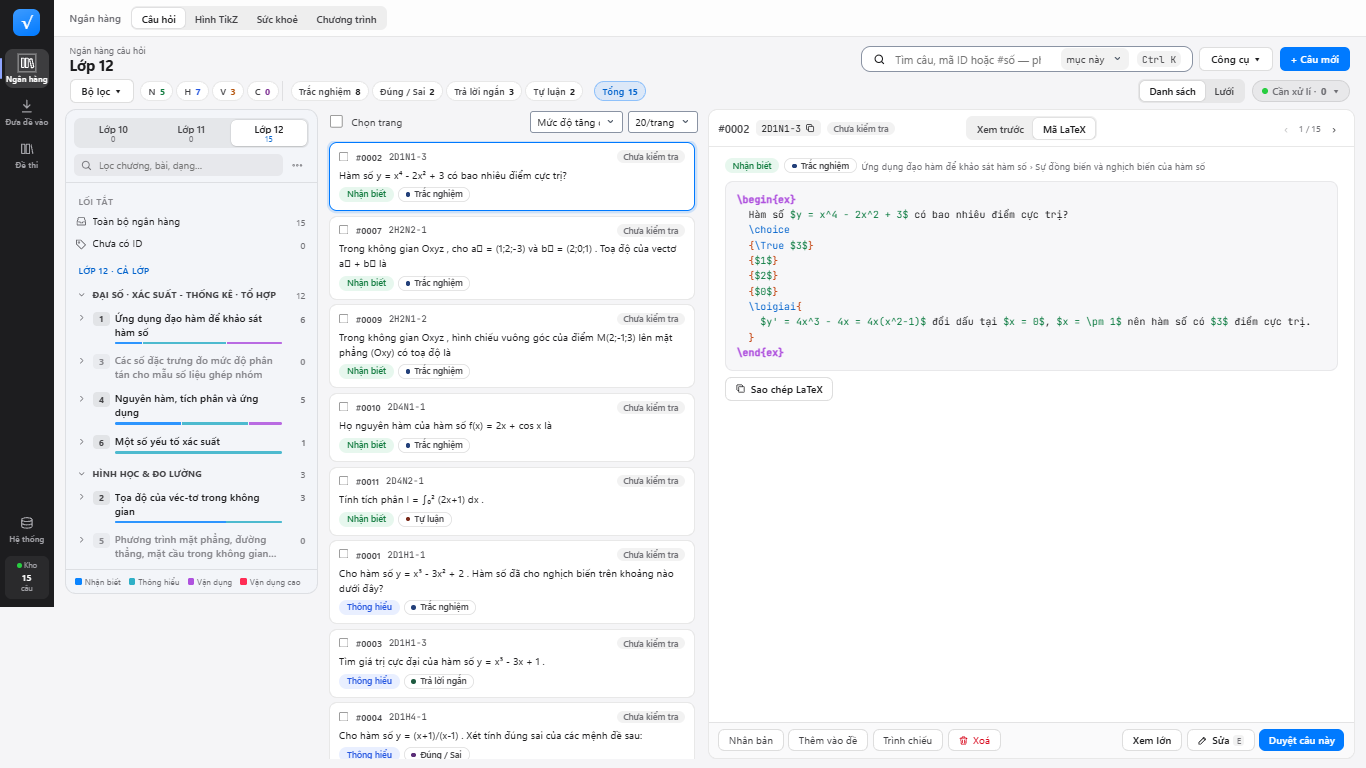 Ngân hàng
Câu hỏi
Hình TikZ
Sức khoẻ
Chương trình
Ngân hàng
Đưa đề vào
Đề thi
Hệ thống
Kho
15
câu
Ngân hàng câu hỏi
Lớp 12
Tìm câu, mã ID hoặc #số — ph
mục này
Ctrl K
Công cụ
+ Câu mới
Bộ lọc
N 5
H 7
V 3
C 0
Trắc nghiệm 8
Đúng / Sai 2
Trả lời ngắn 3
Tự luận 2
Tổng 15
Danh sách
Lưới
Cần xử lí · 0
Lớp 10
0
Lớp 11
0
Lớp 12
15
Lọc chương, bài, dạng...
LỐI TẮT
Toàn bộ ngân hàng 15
Chưa có ID 0
LỚP 12 · CẢ LỚP
ĐẠI SỐ · XÁC SUẤT - THỐNG KÊ · TỔ HỢP 12
1 Ứng dụng đạo hàm để khảo sát 6
hàm số
3 Các số đặc trưng đo mức độ phân 0
tán cho mẫu số liệu ghép nhóm
4 Nguyên hàm, tích phân và ứng 5
dụng
6 Một số yếu tố xác suất 1
HÌNH HỌC & ĐO LƯỜNG 3
2 Tọa độ của véc-tơ trong không 3
gian
5 Phương trình mặt phẳng, đường 0
thẳng, mặt cầu trong không gian...
Nhận biết
Thông hiểu
Vận dụng
Vận dụng cao
Chọn trang
Mức độ tăng
20/trang
#0002 2D1N1-3 Chưa kiểm tra
Hàm số y = x⁴ - 2x² + 3 có bao nhiêu điểm cực trị?
Nhận biết Trắc nghiệm
#0007 2H2N2-1 Chưa kiểm tra
Trong không gian Oxyz , cho a⃗ = (1;2;-3) và b⃗ = (2;0;1) . Toạ độ của vectơ
a⃗ + b⃗ là
Nhận biết Trắc nghiệm
#0009 2H2N1-2 Chưa kiểm tra
Trong không gian Oxyz , hình chiếu vuông góc của điểm M(2;-1;3) lên mặt
phẳng (Oxy) có toạ độ là
Nhận biết Trắc nghiệm
#0010 2D4N1-1 Chưa kiểm tra
Họ nguyên hàm của hàm số f(x) = 2x + cos x là
Nhận biết Trắc nghiệm
#0011 2D4N2-1 Chưa kiểm tra
Tính tích phân I = ∫₀² (2x+1) dx .
Nhận biết Tự luận
#0001 2D1H1-1 Chưa kiểm tra
Cho hàm số y = x³ - 3x² + 2 . Hàm số đã cho nghịch biến trên khoảng nào
dưới đây?
Thông hiểu Trắc nghiệm
#0003 2D1H1-3 Chưa kiểm tra
Tìm giá trị cực đại của hàm số y = x³ - 3x + 1 .
Thông hiểu Trả lời ngắn
#0004 2D1H4-1 Chưa kiểm tra
Cho hàm số y = (x+1)/(x-1) . Xét tính đúng sai của các mệnh đề sau:
Thông hiểu Đúng / Sai
#0002 2D1N1-3 Chưa kiểm tra
Xem trước
Mã LaTeX
1 / 15
Nhận biết Trắc nghiệm Ứng dụng đạo hàm để khảo sát hàm số › Sự đồng biến và nghịch biến của hàm số
\begin{ex}
Hàm số $y = x^4 - 2x^2 + 3$ có bao nhiêu điểm cực trị?
\choice
{\True $3$}
{$1$}
{$2$}
{$0$}
\loigiai{
$y' = 4x^3 - 4x = 4x(x^2-1)$ đổi dấu tại $x = 0$, $x = \pm 1$ nên hàm số có $3$ điểm cực trị.
}
\end{ex}
Sao chép LaTeX
Nhân bản
Thêm vào đề
Trình chiếu
Xoá
Xem lớn
Sửa E
Duyệt câu này